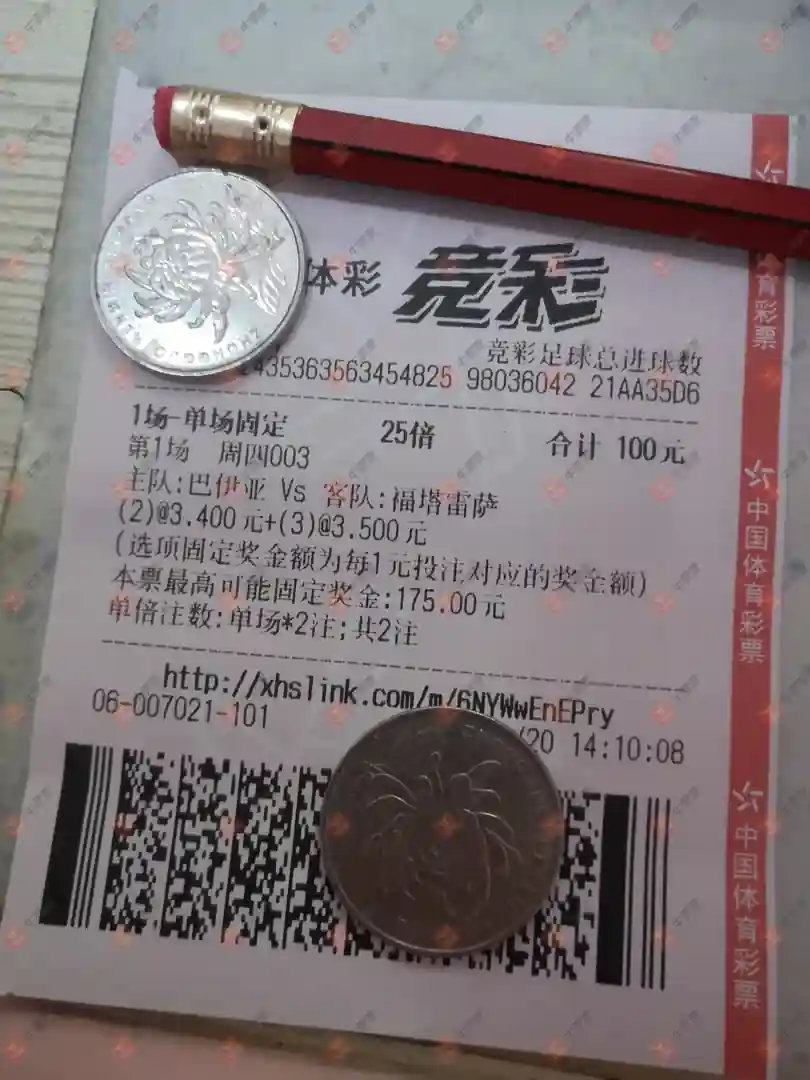 体彩 竞彩
竞彩足球总进球数
435363563454825 98036042 21AA35D6
1场-单场固定 25倍 合计 100元
第1场 周四003
主队:巴伊亚 Vs 客队:福塔雷萨
(2)@3.400元+(3)@3.500元
(选项固定奖金额为每1元投注对应的奖金额)
本票最高可能固定奖金:175.00元
单倍注数:单场*2注;共2注
http://xhslink.com/m/6NYWwEnEPry
06-007021-101
/20 14:10:08
育彩票
中国体育彩票
中国体育彩票